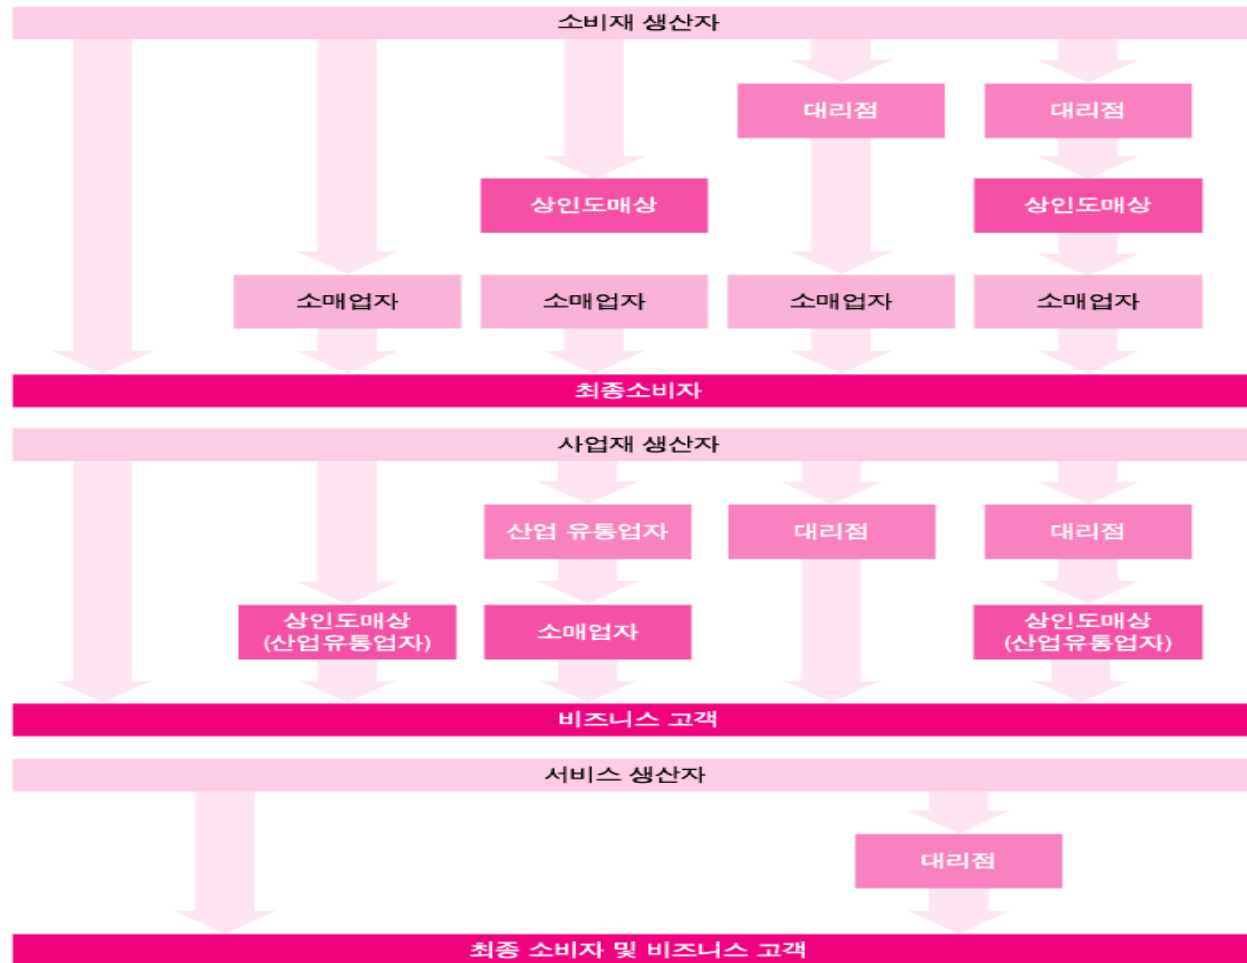 소비재 생산자
대리점
대리점
상인도매상
상인도매상
소매업자
소매업자
소매업자
소매업자
최종소비자
사업재 생산자
산업 유통업자
대리점
대리점
상인도매상
(산업유통업자)
소매업자
상인도매상
(산업유통업자)
비즈니스 고객
서비스 생산자
대리점
최종 소비자 및 비즈니스 고객